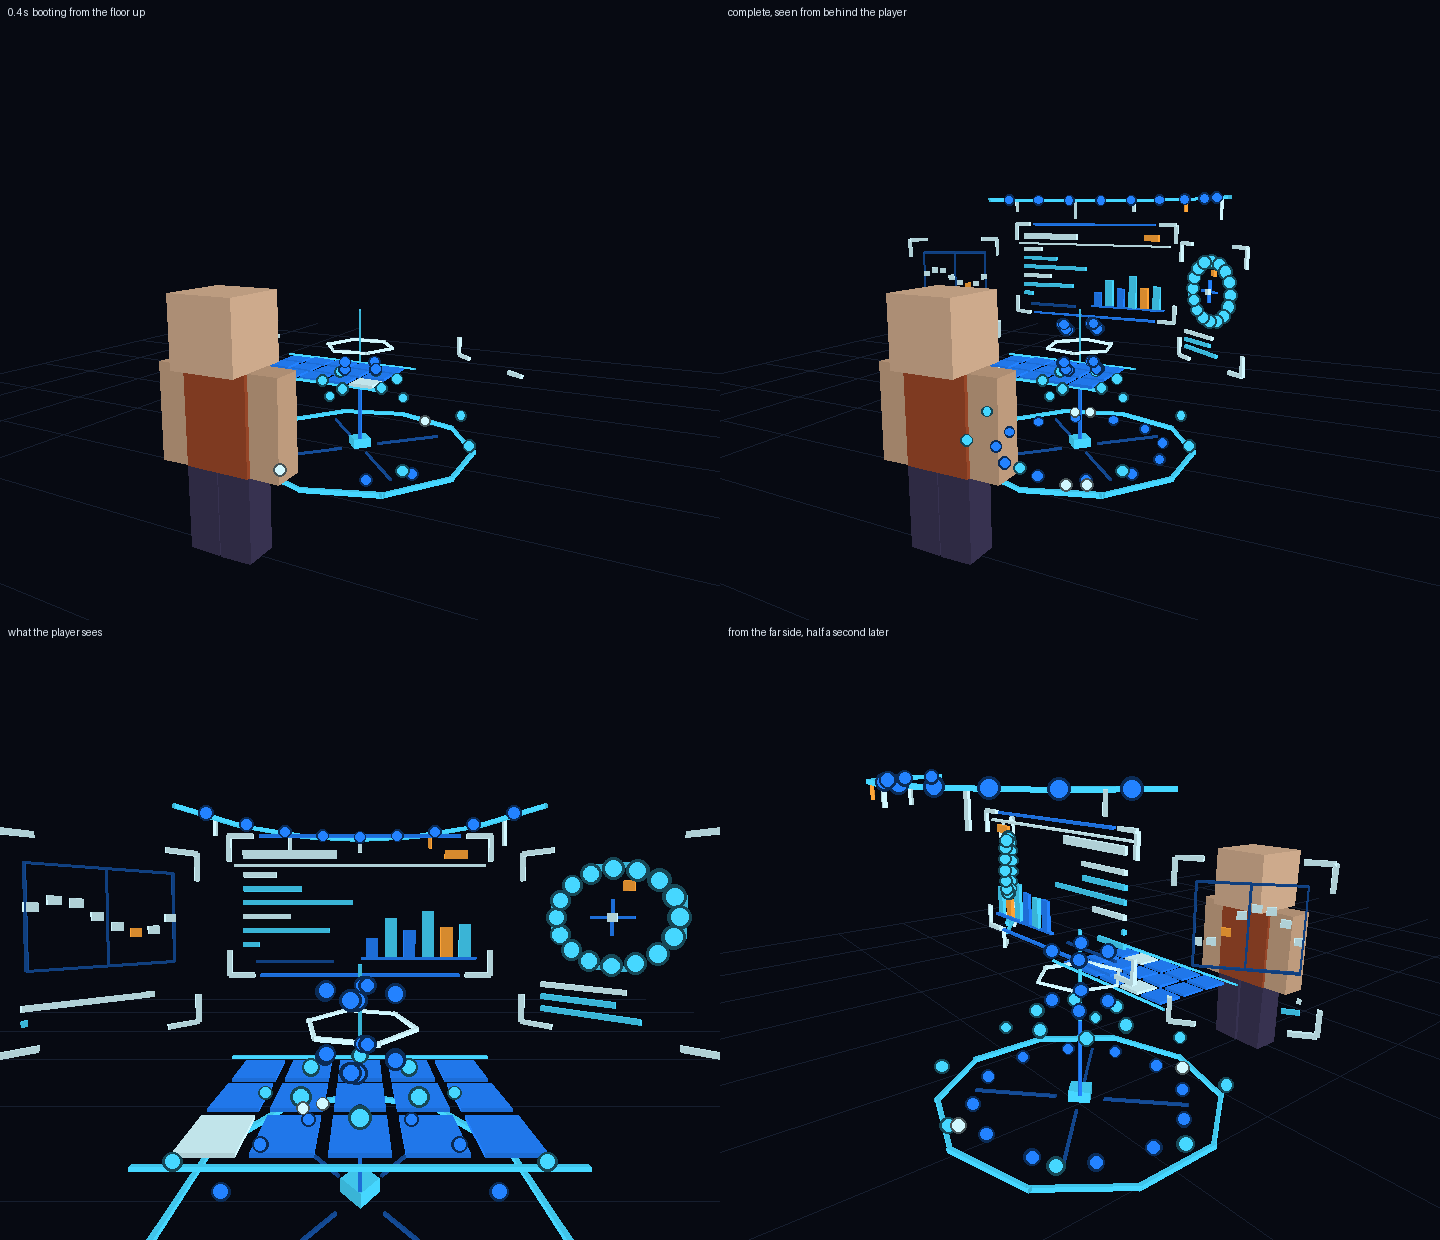 0.4s booting from the floor up
complete, seen from behind the player
what the player sees
from the far side, half a second later